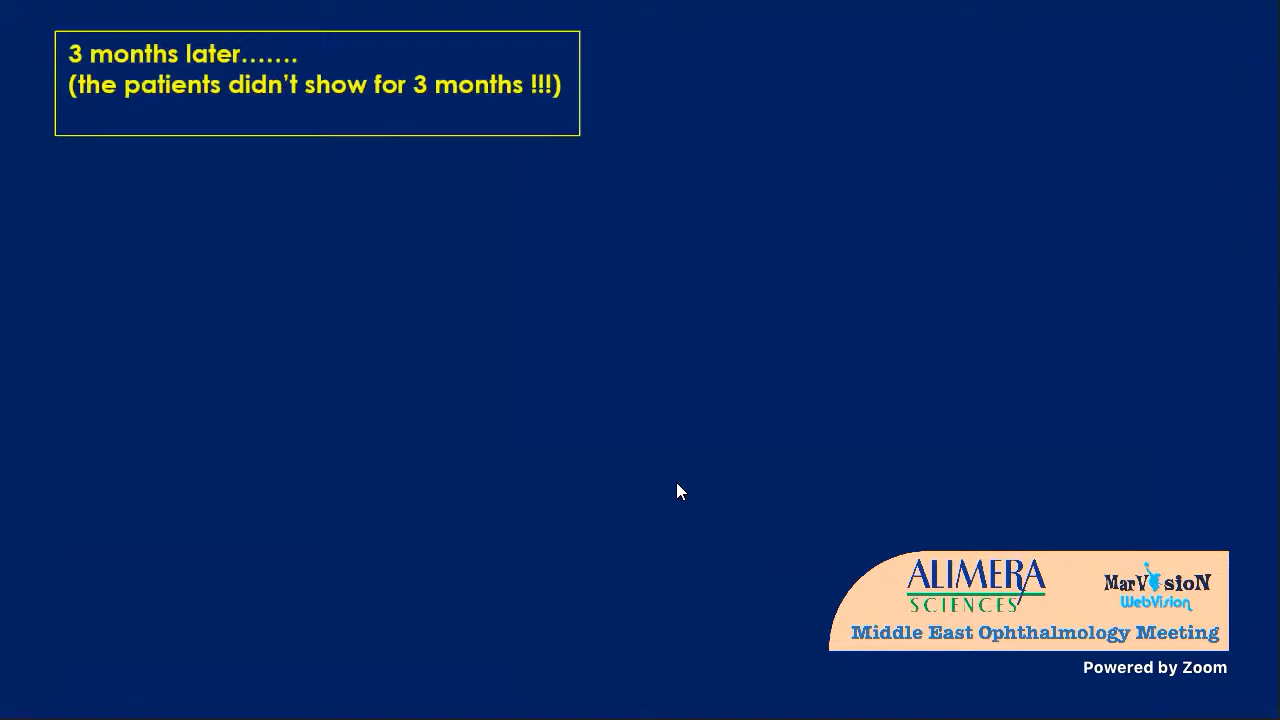 3 months later.......
(the patients didn't show for 3 months !!!)
ALIMERA
SCIENCES
MarVisioN
WebVision
Middle East Ophthalmology Meeting
Powered by Zoom